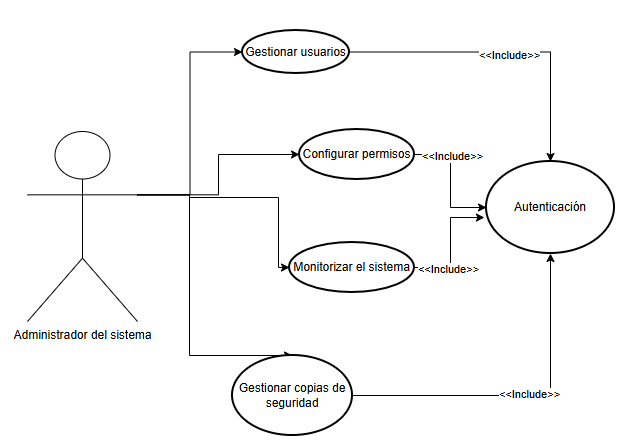 Gestionar usuarios
<<Include>>
Configurar permisos
<<Include>>
Autenticación
Monitorizar el sistema
<<Include>>
Administrador del sistema
Gestionar copias de
seguridad
<<Include>>